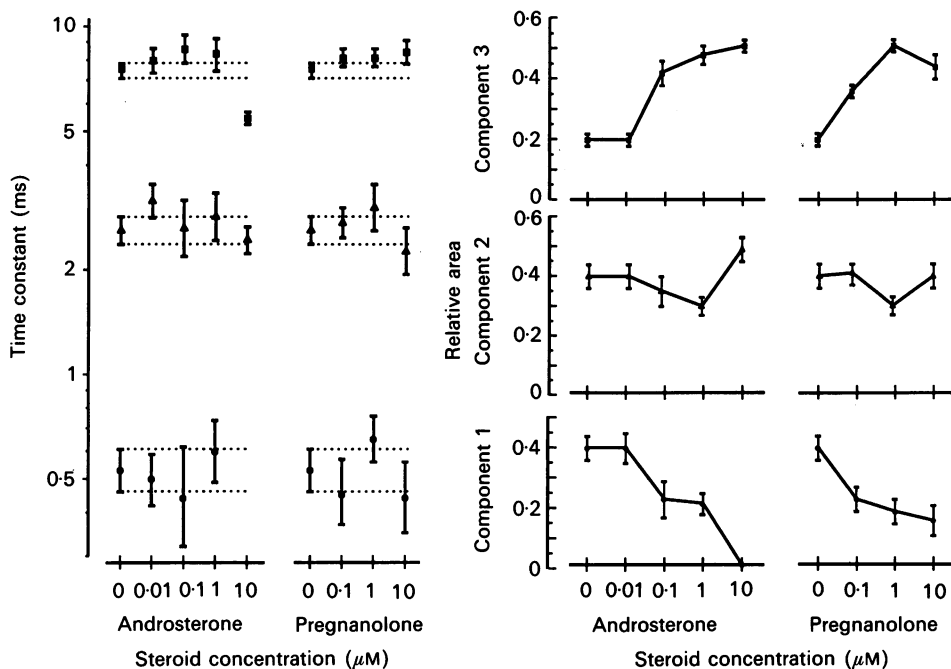 10
5
2
1
0·5
Time constant (ms)
0 0·01 0·1 1 10
Androsterone
0 0·1 1 10
Pregnanolone
Steroid concentration (μM)
Relative area
0·6
0·4
0·2
0
Component 3
0·6
0·4
0·2
0
Component 2
0·4
0·2
0
Component 1
0 0·01 0·1 1 10
Androsterone
0 0·1 1 10
Pregnanolone
Steroid concentration (μM)